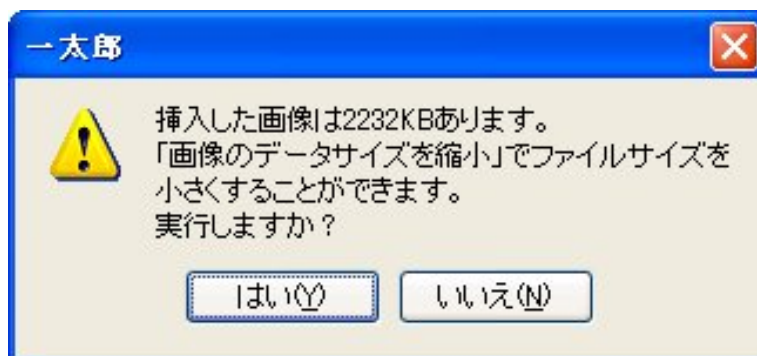 一太郎
挿入した画像は2232KBあります。
「画像のデータサイズを縮小」でファイルサイズを
小さくすることができます。
実行しますか？
はい(Y)
いいえ(N)